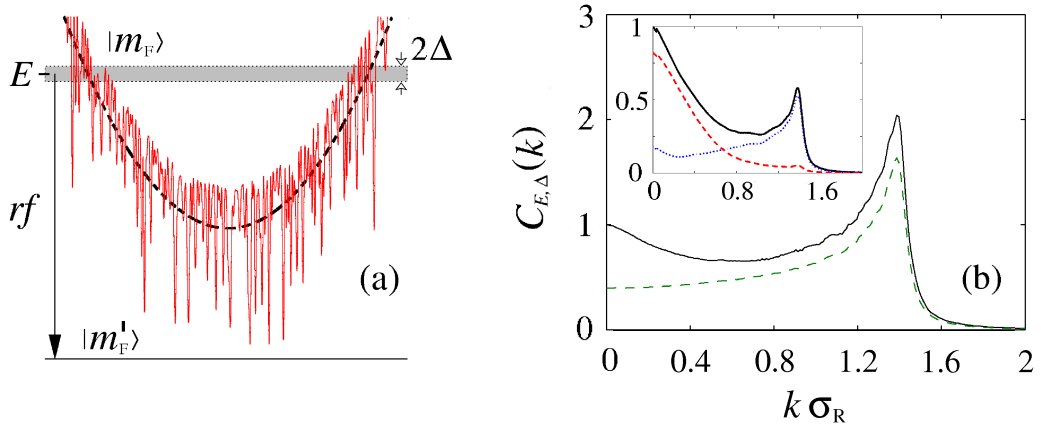 |m_F⟩
2Δ
E
rf
(a)
|m'_F⟩
C_{E,Δ}(k)
3
2
1
0
0 0.4 0.8 1.2 1.6 2
k σ_R
(b)
1
0.5
0
0 0.8 1.6